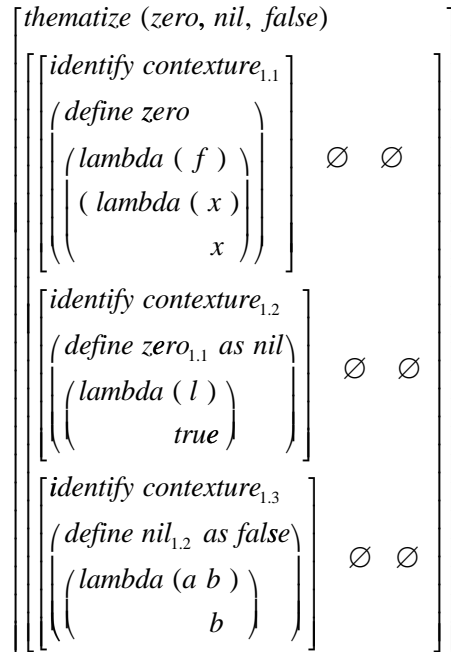 thematize (zero, nil, false)
identify contexture1.1
define zero
lambda ( f )
( lambda ( x )
x
∅ ∅
identify contexture1.2
define zero1.1 as nil
lambda ( l )
true
∅ ∅
identify contexture1.3
define nil1.2 as false
lambda (a b )
b
∅ ∅